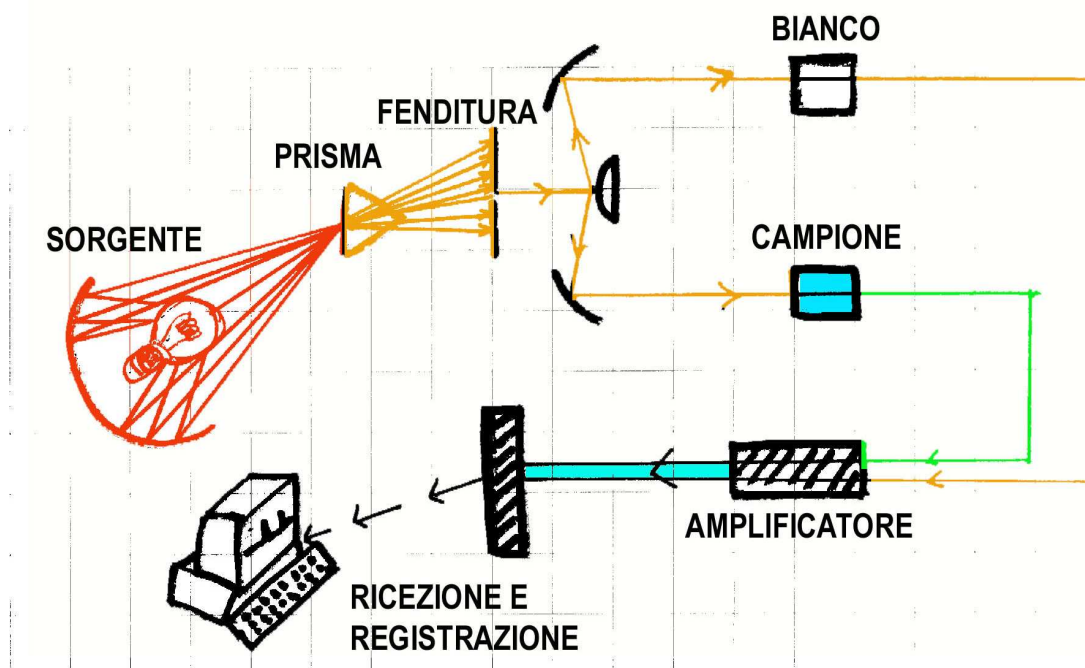 BIANCO
FENDITURA
PRISMA
SORGENTE
CAMPIONE
AMPLIFICATORE
RICEZIONE E
REGISTRAZIONE